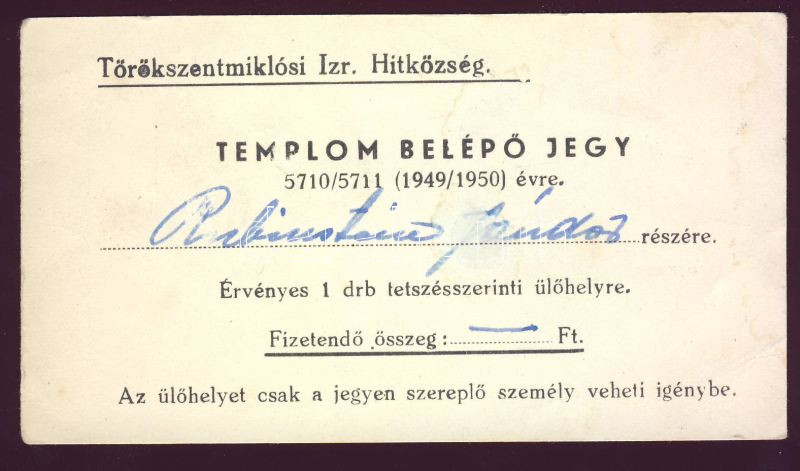 Törökszentmiklósi Izr. Hitközség.
TEMPLOM BELÉPŐ JEGY
5710/5711 (1949/1950) évre.
Rubinstein Jándos részére.
Érvényes 1 drb tetszésszerinti ülőhelyre.
Fizetendő összeg: — Ft.
Az ülőhelyet csak a jegyen szereplő személy veheti igénybe.